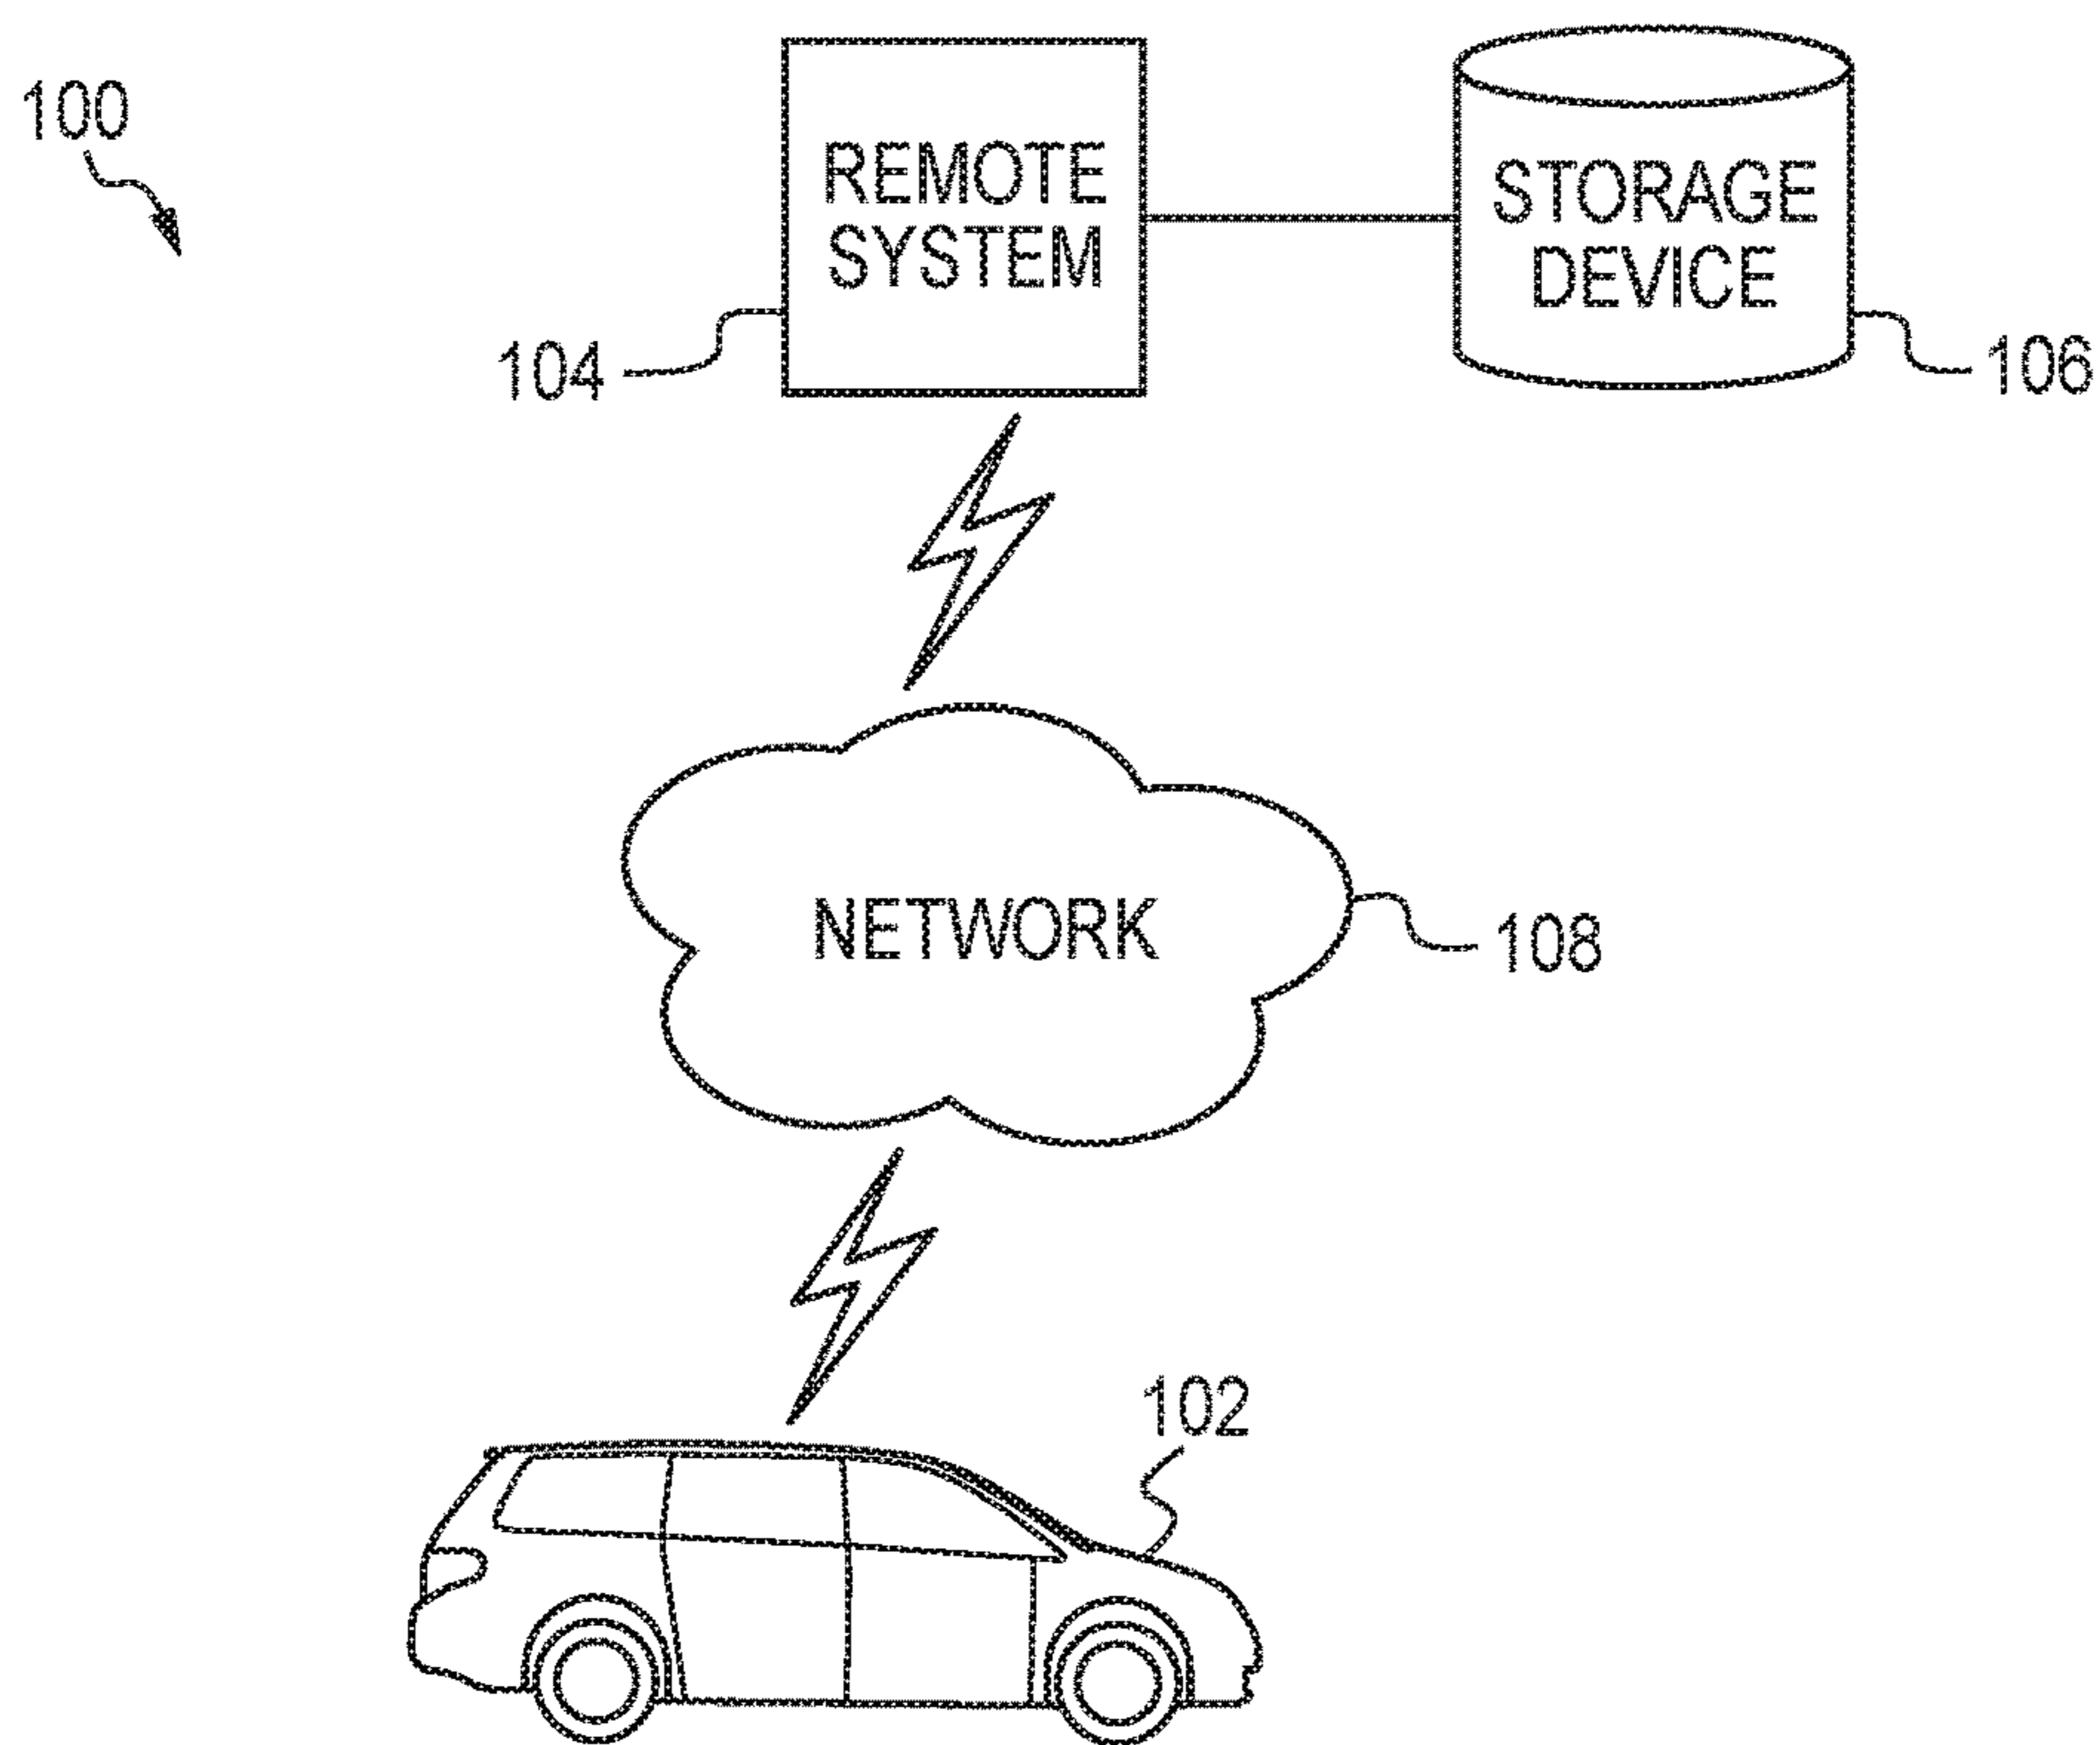 100
REMOTE
SYSTEM
STORAGE
DEVICE
104
106
NETWORK
108
102